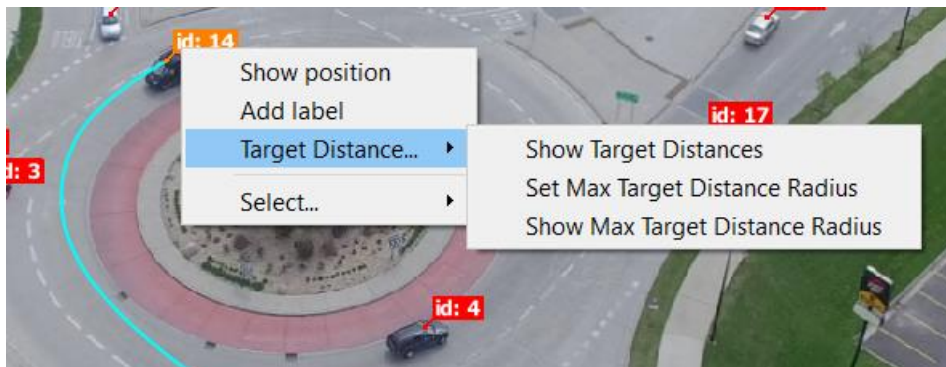 id: 14
Show position
Add label
Target Distance...
Select...
Show Target Distances
Set Max Target Distance Radius
Show Max Target Distance Radius
id: 17
d: 3
id: 4